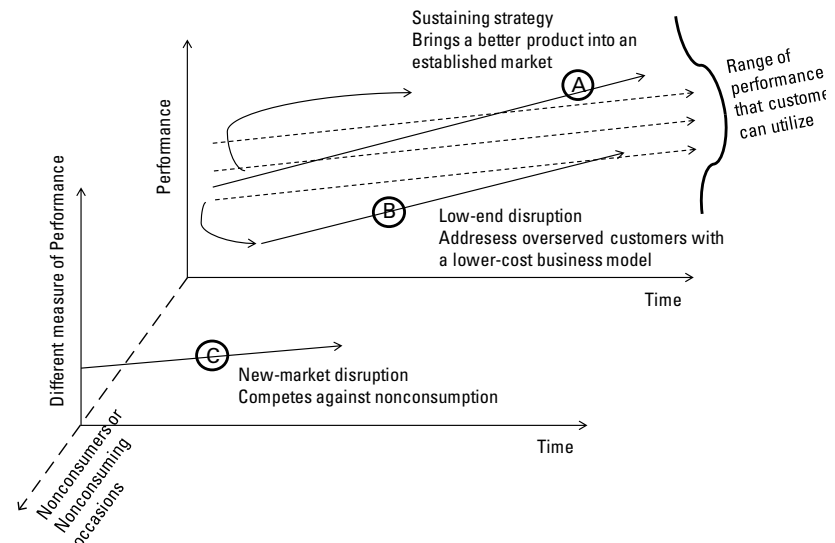 Sustaining strategy
Brings a better product into an
established market
A
Range of
performance
that custome
can utilize
Performance
B
Low-end disruption
Addresess overserved customers with
a lower-cost business model
Time
Different measure of Performance
C
New-market disruption
Competes against nonconsumption
Time
Nonconsumers or
Nonconsuming
occasions